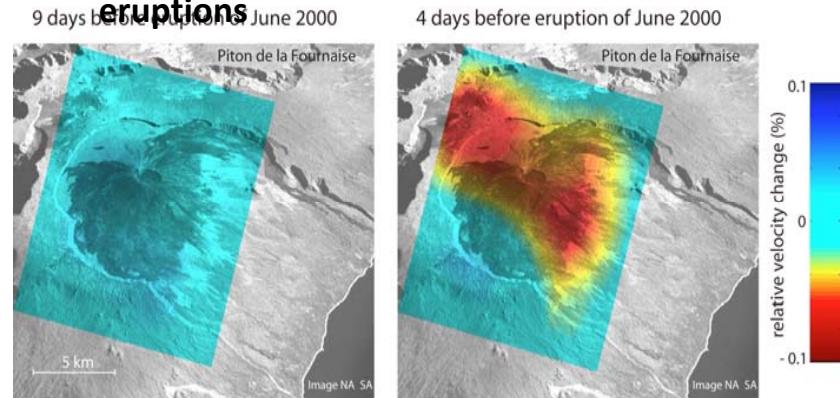 eruptions
9 days before eruption of June 2000
4 days before eruption of June 2000
Piton de la Fournaise
Piton de la Fournaise
5 km
Image NA SA
Image NA SA
relative velocity change (%)
0.1
0
- 0.1